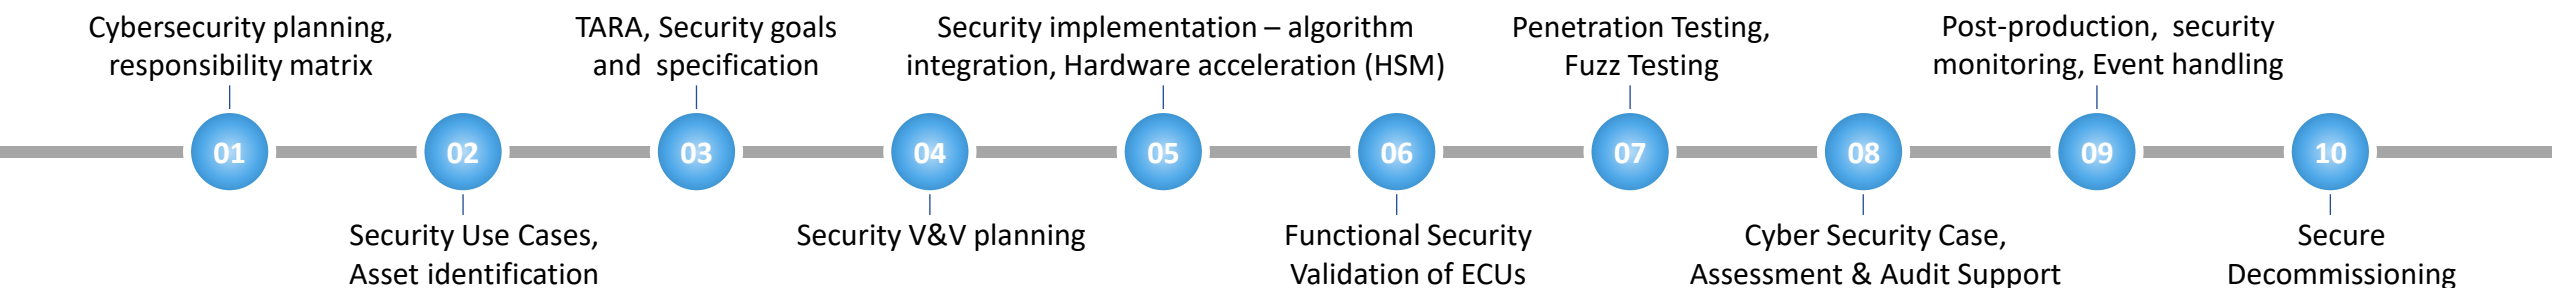 Cybersecurity planning,
responsibility matrix
01
02
Security Use Cases,
Asset identification
TARA, Security goals
and specification
03
04
Security V&V planning
Security implementation – algorithm
integration, Hardware acceleration (HSM)
05
06
Functional Security
Validation of ECUs
Penetration Testing,
Fuzz Testing
07
08
Cyber Security Case,
Assessment & Audit Support
Post-production, security
monitoring, Event handling
09
10
Secure
Decommissioning